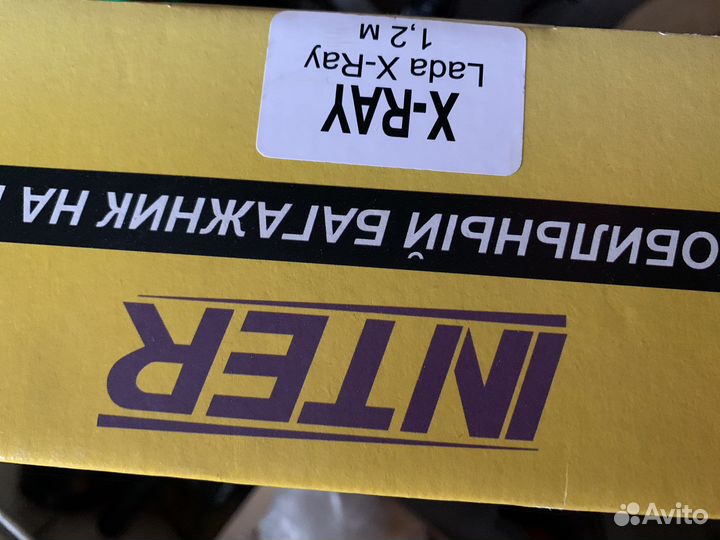 INTER
ОБИЛЬНЫЙ БАГАЖНИК НА
X-RAY
Lada X-Ray
1,2 м
Avito